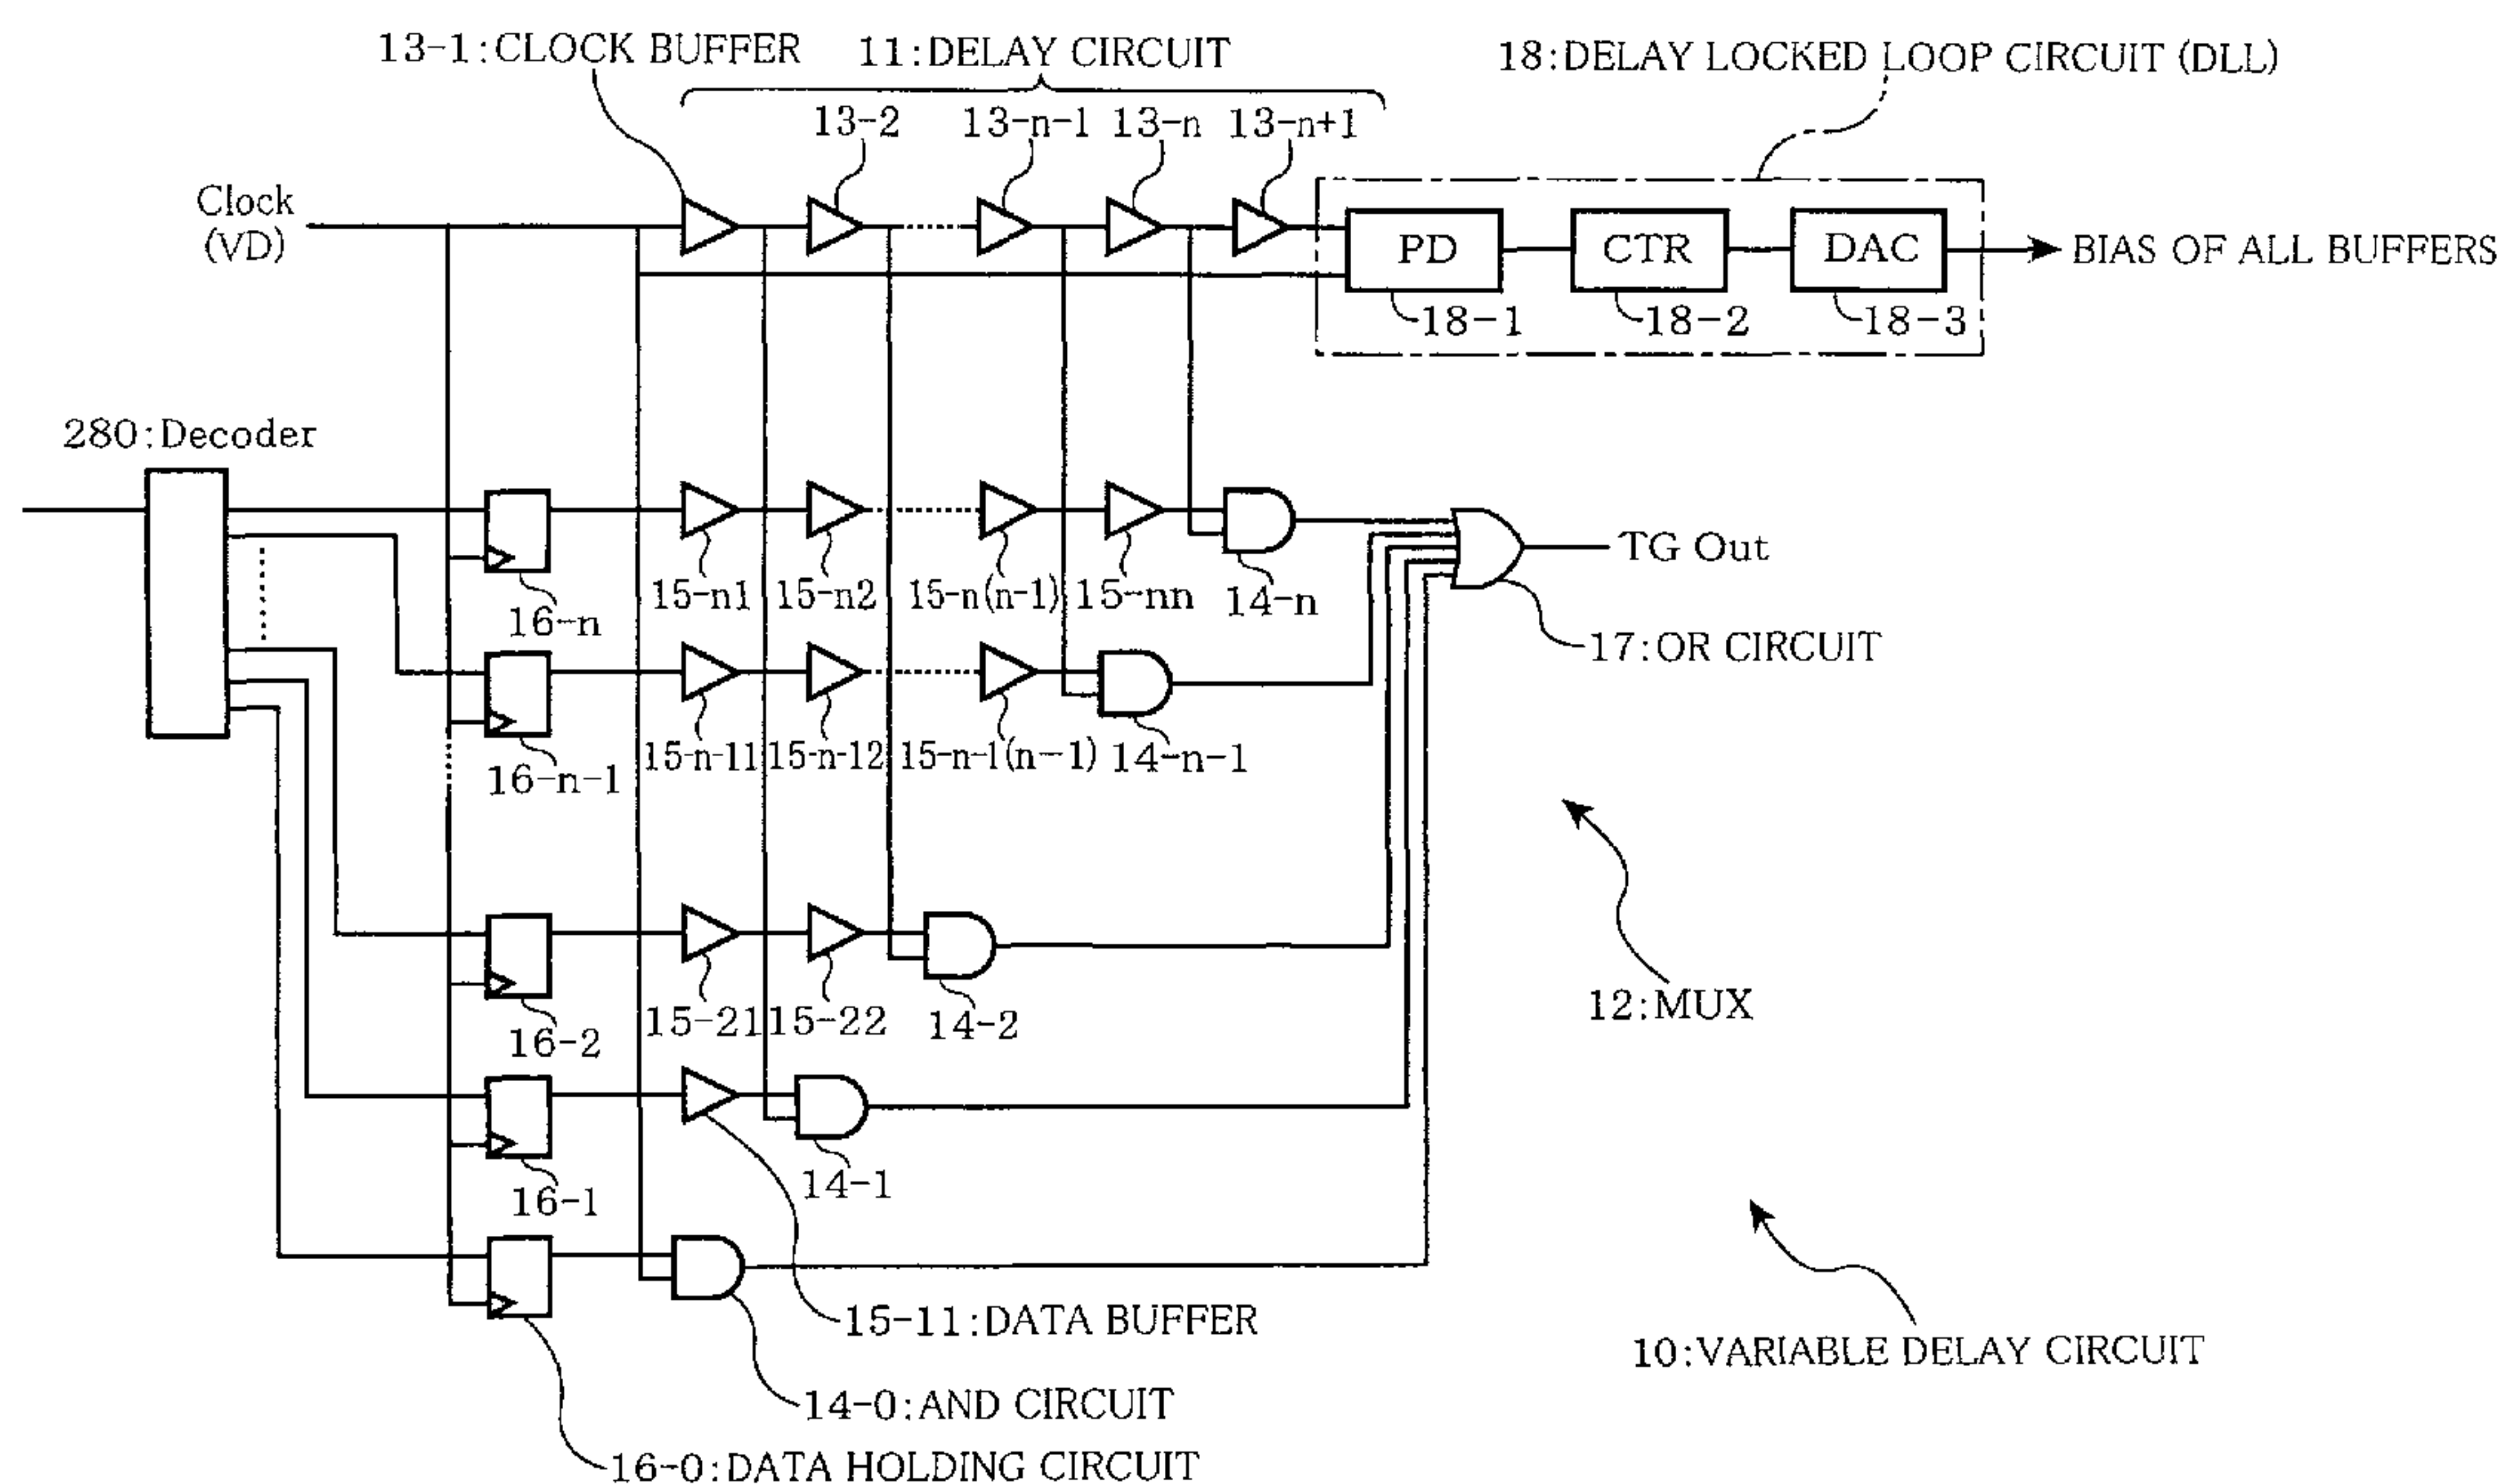 13-1:CLOCK BUFFER
11:DELAY CIRCUIT
18:DELAY LOCKED LOOP CIRCUIT (DLL)
13-2
13-n-1
13-n
13-n+1
Clock
(VD)
PD
CTR
DAC
BIAS OF ALL BUFFERS
18-1
18-2
18-3
280:Decoder
TG Out
15-n1
15-n2
15-n(n-1)
15-nn
14-n
16-n
17:OR CIRCUIT
15-n-11
15-n-12
15-n-1(n-1)
14-n-1
16-n-1
12:MUX
15-21
15-22
14-2
16-2
14-1
16-1
15-11:DATA BUFFER
10:VARIABLE DELAY CIRCUIT
14-0:AND CIRCUIT
16-0:DATA HOLDING CIRCUIT